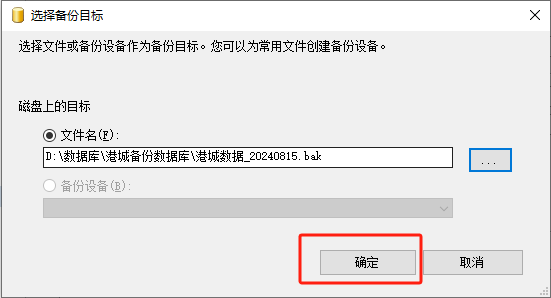 选择备份目标
选择文件或备份设备作为备份目标。您可以为常用文件创建备份设备。
磁盘上的目标
文件名(F):
D:\数据库\港城备份数据库\港城数据_20240815.bak
...
备份设备(B):
确定
取消